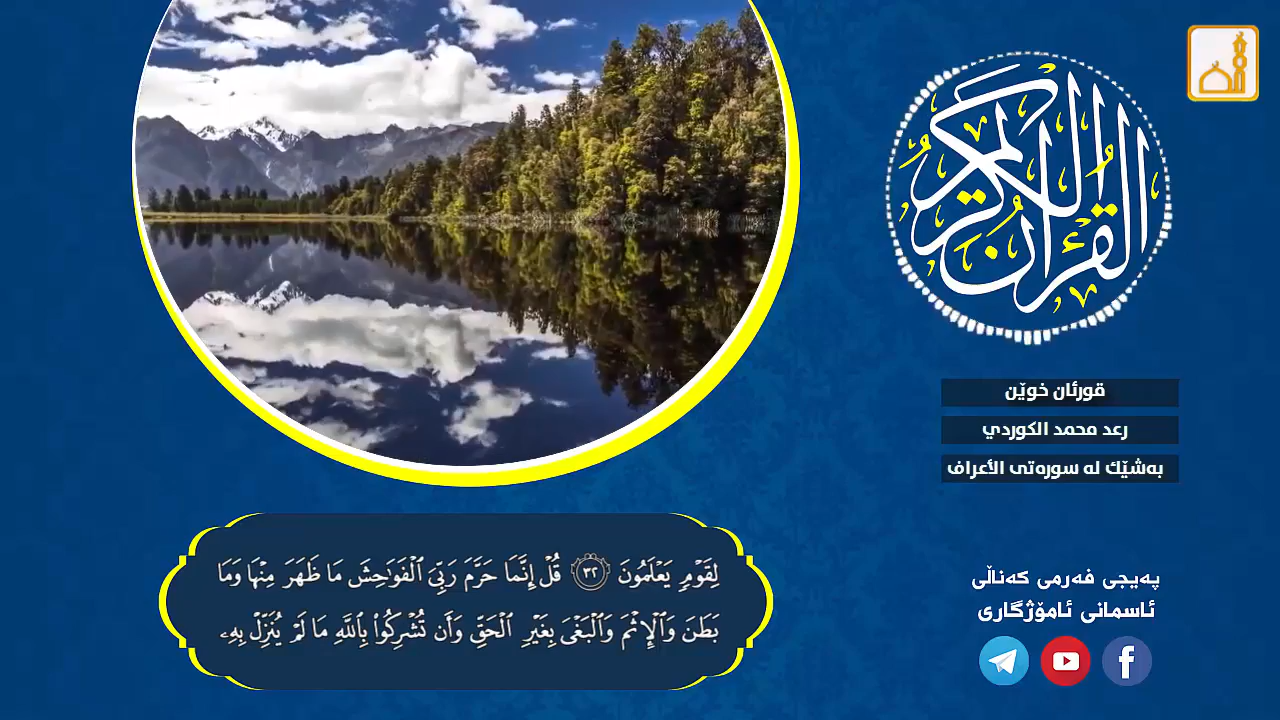 القرآن الكريم
قورئان خوێن
رعد محمد الكوردي
بەشێك لە سورەتی الأعراف
لِقَوْمٍ يَعْلَمُونَ ٣٢ قُلْ إِنَّمَا حَرَّمَ رَبِّيَ ٱلْفَوَٰحِشَ مَا ظَهَرَ مِنْهَا وَمَا
بَطَنَ وَٱلْإِثْمَ وَٱلْبَغْىَ بِغَيْرِ ٱلْحَقِّ وَأَن تُشْرِكُوا۟ بِٱللَّهِ مَا لَمْ يُنَزِّلْ بِهِۦ
پەیجی فەرمی کەناڵی
ئاسمانی ئامۆژگاری